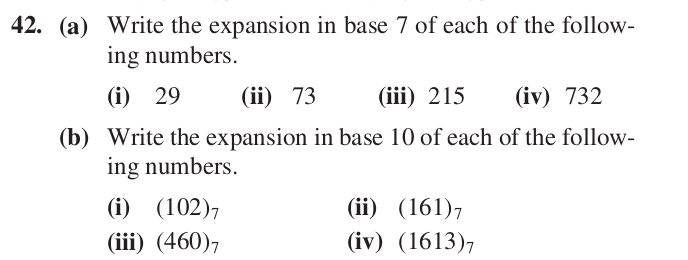 42. (a) Write the expansion in base 7 of each of the follow-
ing numbers.
(i) 29 (ii) 73 (iii) 215 (iv) 732
(b) Write the expansion in base 10 of each of the follow-
ing numbers.
(i) (102)₇ (ii) (161)₇
(iii) (460)₇ (iv) (1613)₇